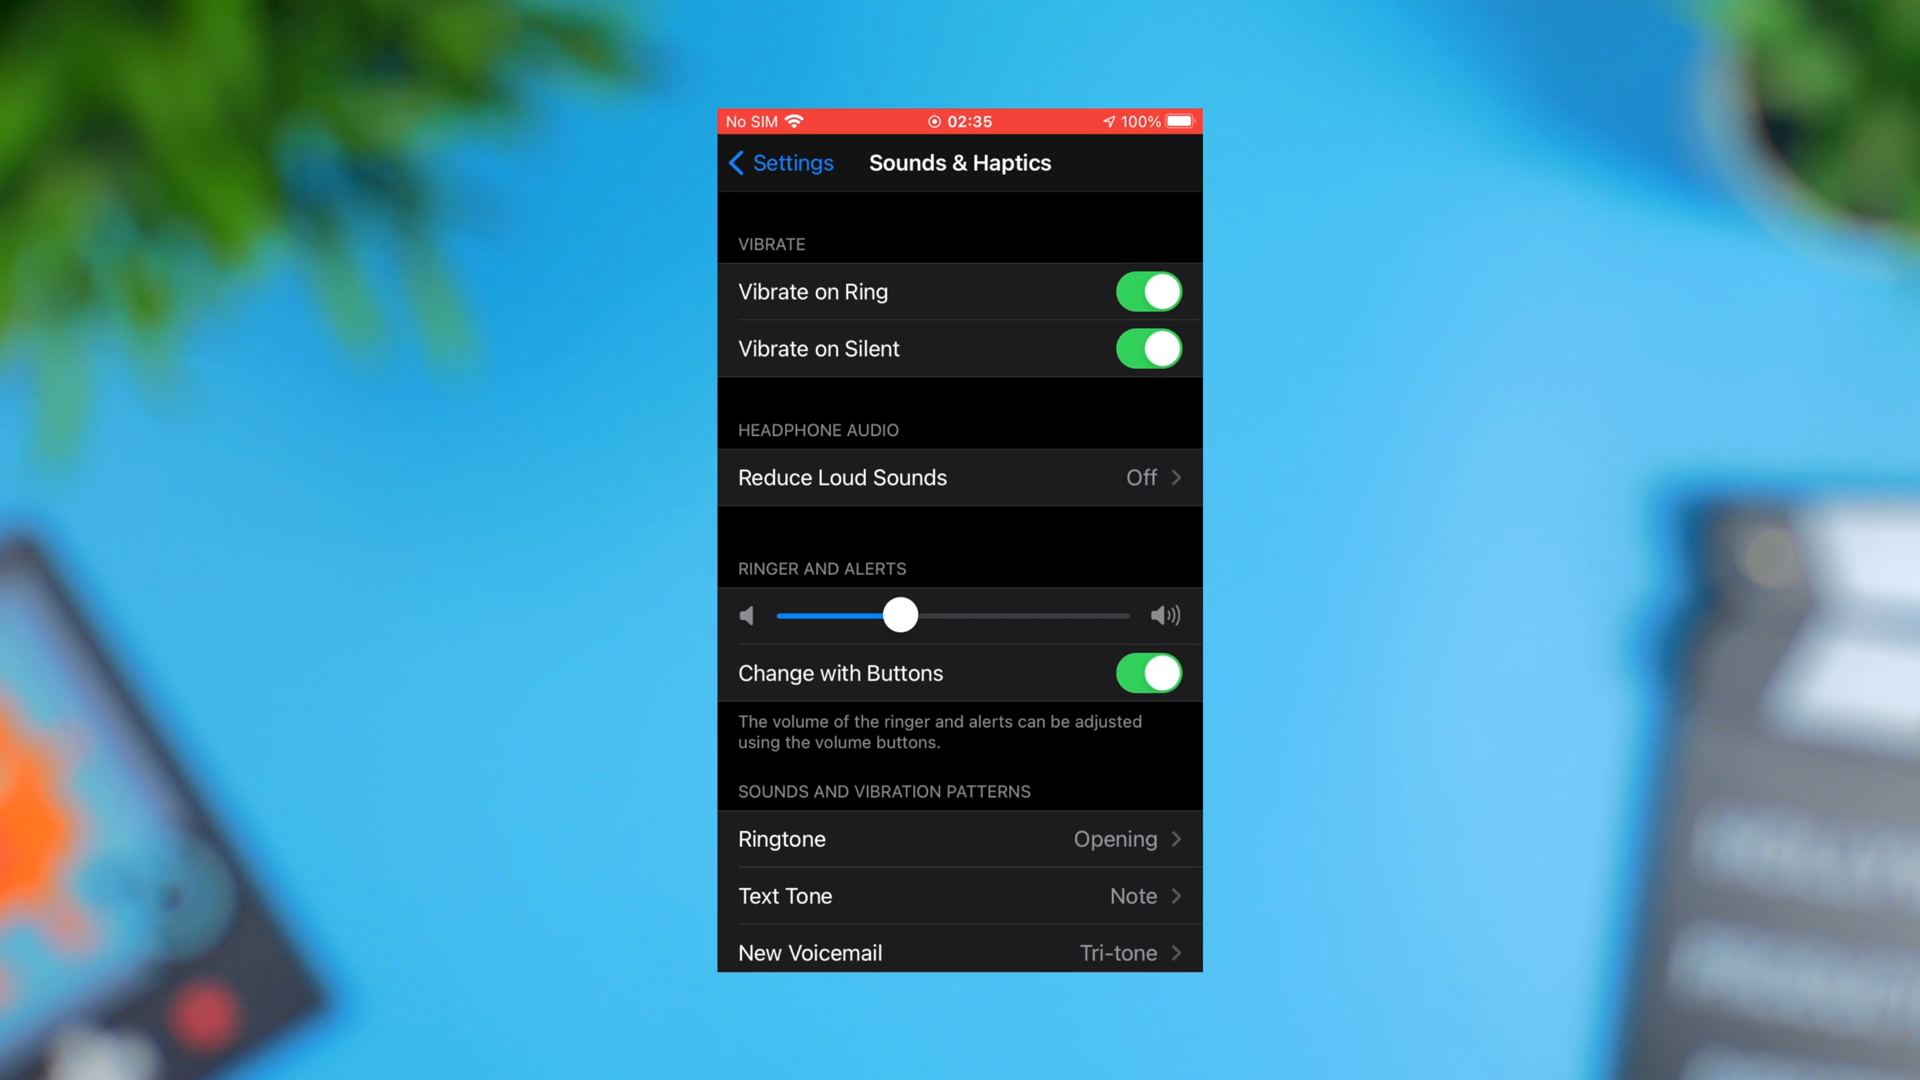 No SIM 02:35 100%
Settings Sounds & Haptics
VIBRATE
Vibrate on Ring
Vibrate on Silent
HEADPHONE AUDIO
Reduce Loud Sounds Off
RINGER AND ALERTS
Change with Buttons
The volume of the ringer and alerts can be adjusted
using the volume buttons.
SOUNDS AND VIBRATION PATTERNS
Ringtone Opening
Text Tone Note
New Voicemail Tri-tone